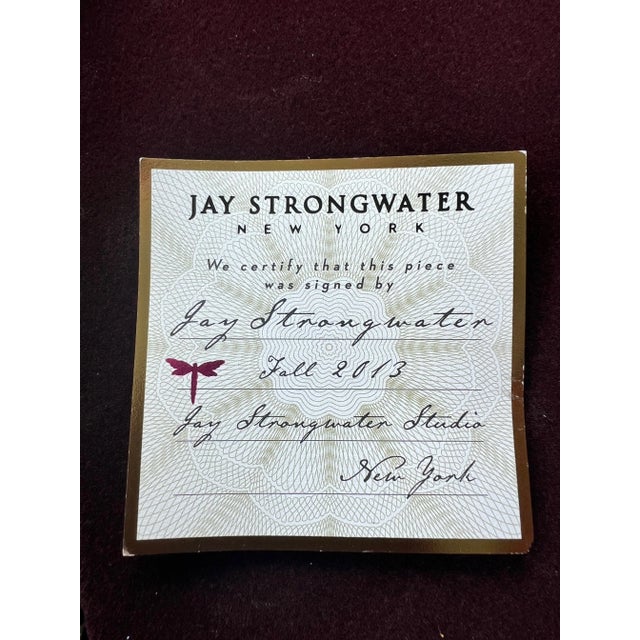 JAY STRONGWATER
NEW YORK
We certify that this piece
was signed by
Jay Strongwater
Fall 2013
Jay Strongwater Studio
New York